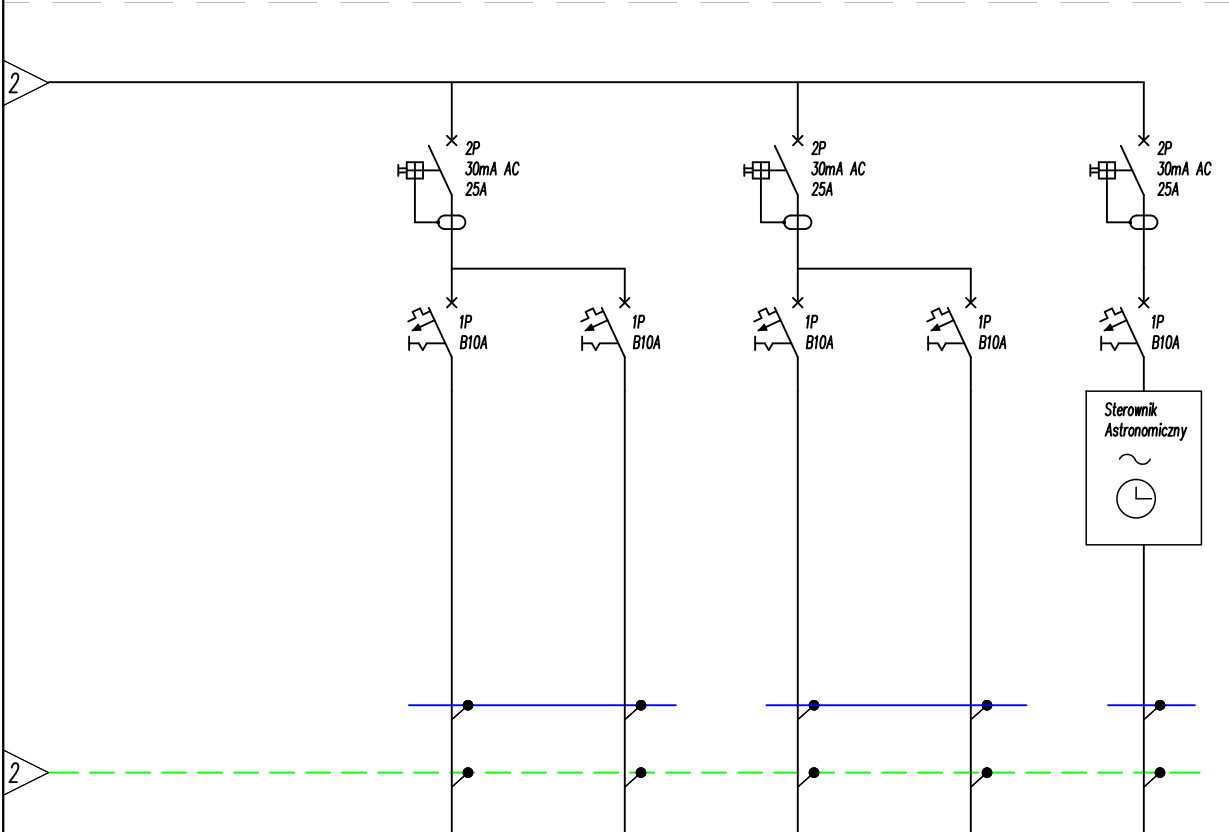 2
2P
30mA AC
25A
2P
30mA AC
25A
2P
30mA AC
25A
1P
B10A
1P
B10A
1P
B10A
1P
B10A
1P
B10A
Sterownik
Astronomiczny
2